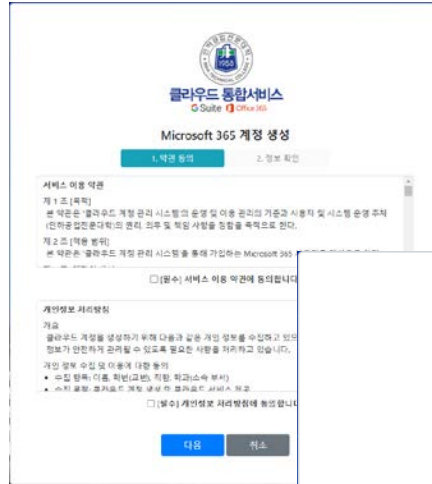 1958
클라우드 통합서비스
G Suite Office 365
Microsoft 365 계정 생성
1. 약관 동의
2. 정보 확인
서비스 이용 약관
제 1 조 [목적]
본 약관은 '클라우드 계정 관리 시스템'의 운영 및 이용 관리의 기준과 사용자 및 시스템 운영 주체
(인하공업전문대학)의 권리, 의무 및 책임 사항을 정함을 목적으로 한다.
제 2 조 [적용 범위]
본 약관은 '클라우드 계정 관리 시스템'을 통해 가입하는 Microsoft 365
[필수] 서비스 이용 약관에 동의합니다
개인정보 처리방침
개요
클라우드 계정을 생성하기 위해 다음과 같은 개인 정보를 수집하고 있으
정보가 안전하게 관리될 수 있도록 필요한 사항을 처리하고 있습니다.
개인 정보 수집 및 이용에 대한 동의
• 수집 항목: 이름, 학번(교번), 직항, 학과(소속 부서)
[필수] 개인정보 처리방침에 동의합니다
다음
취소